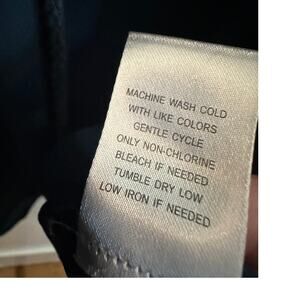 MACHINE WASH COLD
WITH LIKE COLORS
GENTLE CYCLE
ONLY NON-CHLORINE
BLEACH IF NEEDED
TUMBLE DRY LOW
LOW IRON IF NEEDED